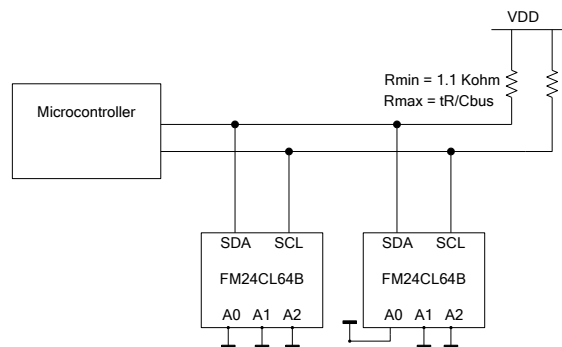 VDD
Rmin = 1.1 Kohm
Rmax = tR/Cbus
Microcontroller
SDA SCL
FM24CL64B
A0 A1 A2
SDA SCL
FM24CL64B
A0 A1 A2